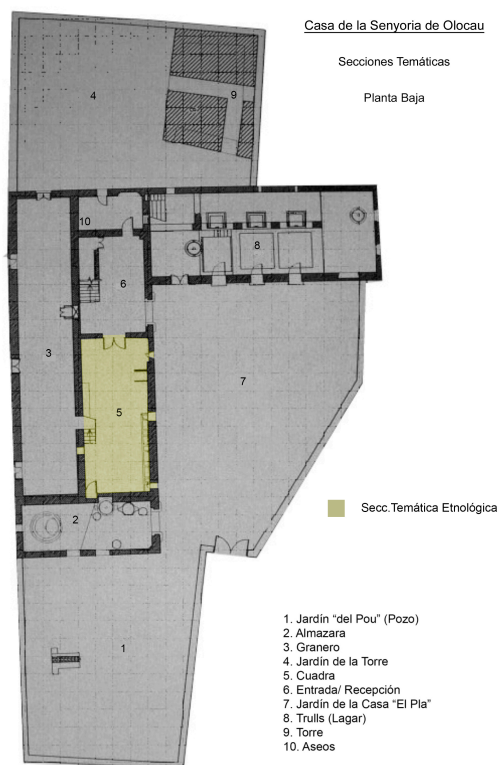 Casa de la Senyoria de Olocau
Secciones Temáticas
Planta Baja
4
9
10
8
6
3
7
5
Secc.Temática Etnológica
2
1
1. Jardín “del Pou” (Pozo)
2. Almazara
3. Granero
4. Jardín de la Torre
5. Cuadra
6. Entrada/ Recepción
7. Jardín de la Casa “El Pla”
8. Trulls (Lagar)
9. Torre
10. Aseos